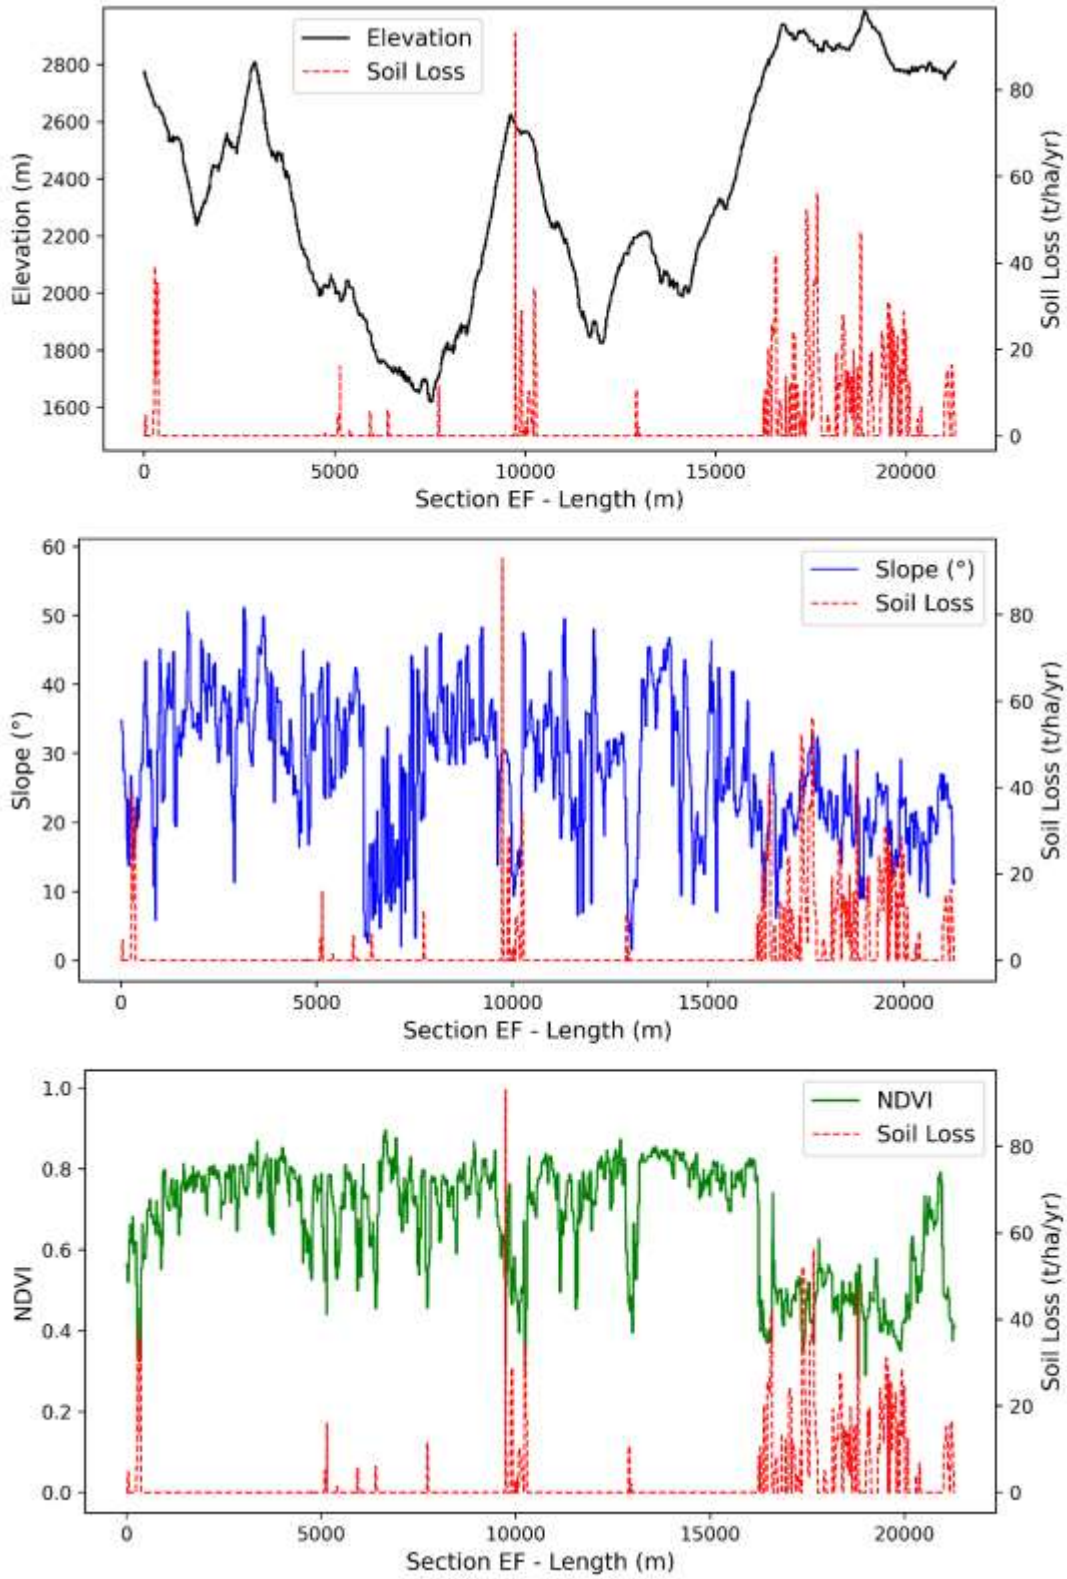 Elevation
Soil Loss
Elevation (m)
2800
2600
2400
2200
2000
1800
1600
80
60
40
20
0
Soil Loss (t/ha/yr)
0 5000 10000 15000 20000
Section EF - Length (m)
Slope (°)
Soil Loss
Slope (°)
60
50
40
30
20
10
0
80
60
40
20
0
Soil Loss (t/ha/yr)
0 5000 10000 15000 20000
Section EF - Length (m)
NDVI
Soil Loss
NDVI
1.0
0.8
0.6
0.4
0.2
0.0
80
60
40
20
0
Soil Loss (t/ha/yr)
0 5000 10000 15000 20000
Section EF - Length (m)